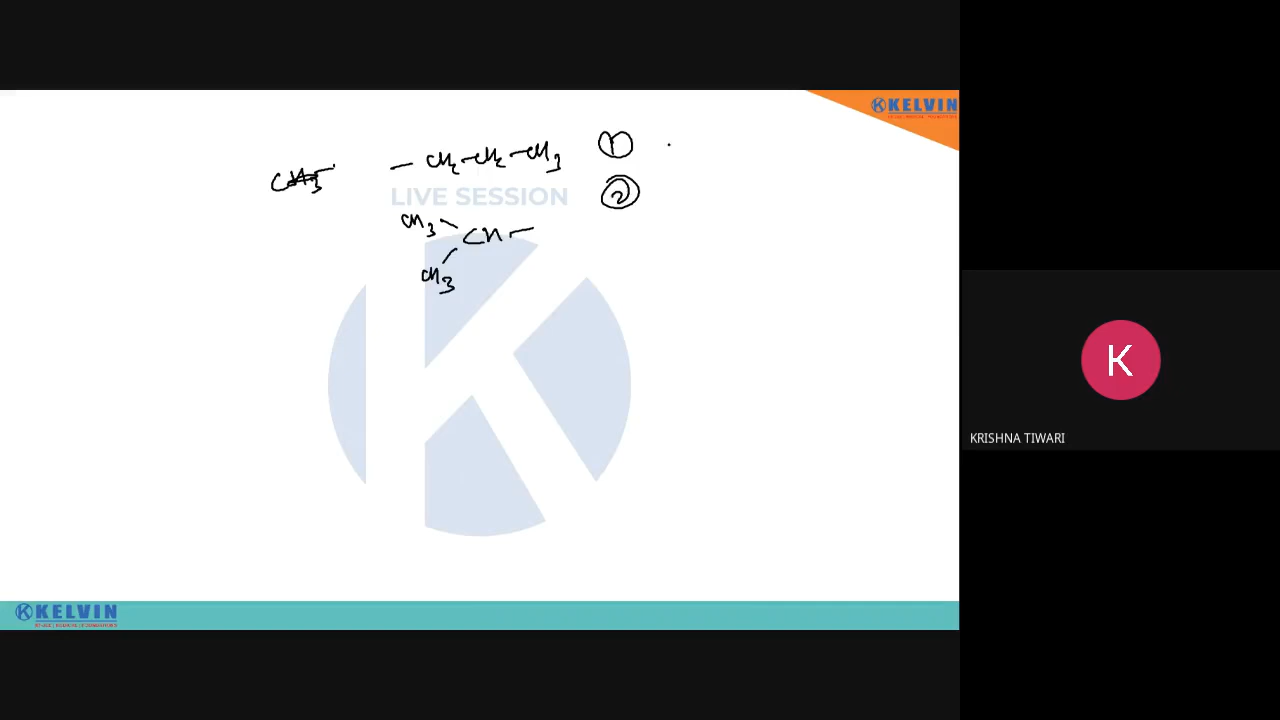 KELVIN
– CH2–CH2–CH3 ①
CH3–
LIVE SESSION ②
CH3
CH–
CH3
K
KRISHNA TIWARI
KELVIN